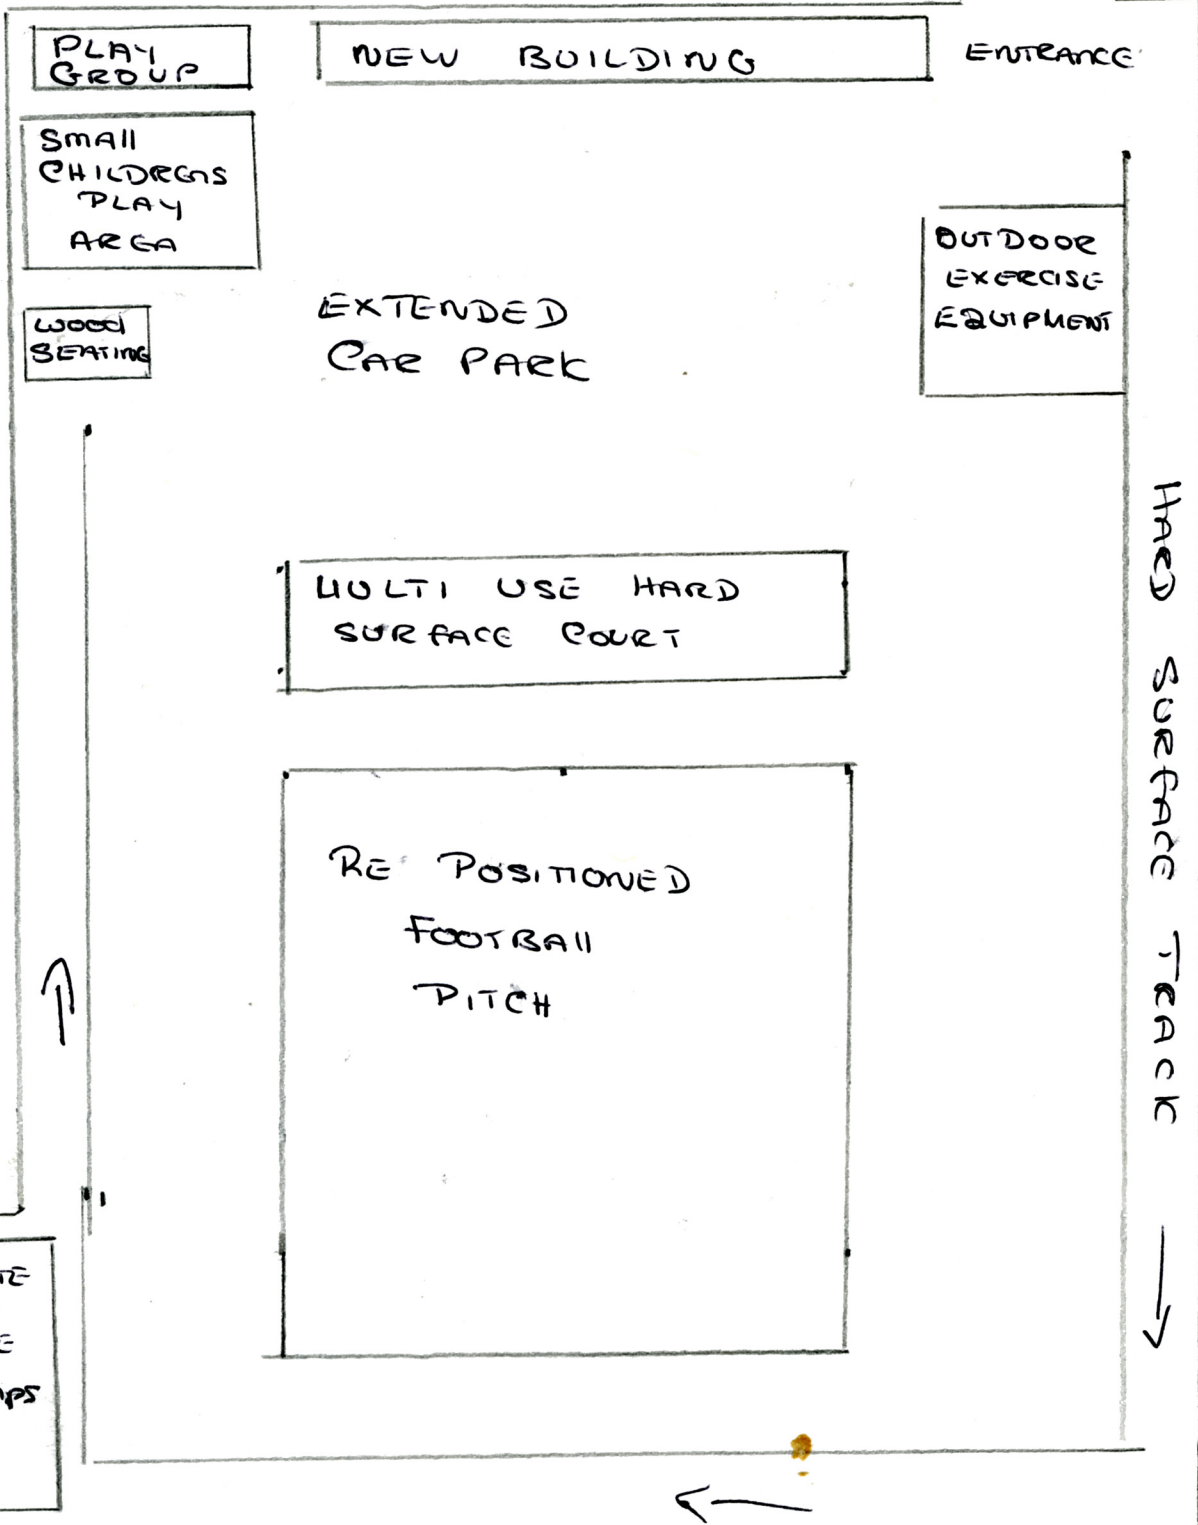 PLAY
GROUP
NEW BUILDING
ENTRANCE
SMAll
CHILDRENS
PLAY
AREA
OUTDOOR
EXERCISE
EQUIPMENT
WOOD
SEATING
EXTENDED
CAR PARK
MULTI USE HARD
SURFACE COURT
HARD SURFACE TRACK
RE POSITIONED
FOOTBAll
PITCH